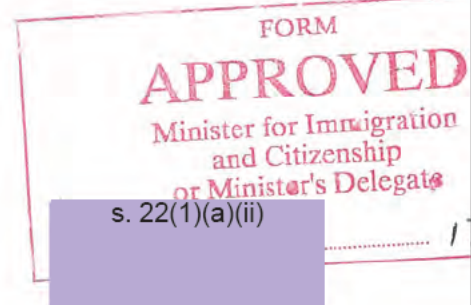 FORM
APPROVED
Minister for Immigration
and Citizenship
or Minister's Delegate
s. 22(1)(a)(ii)